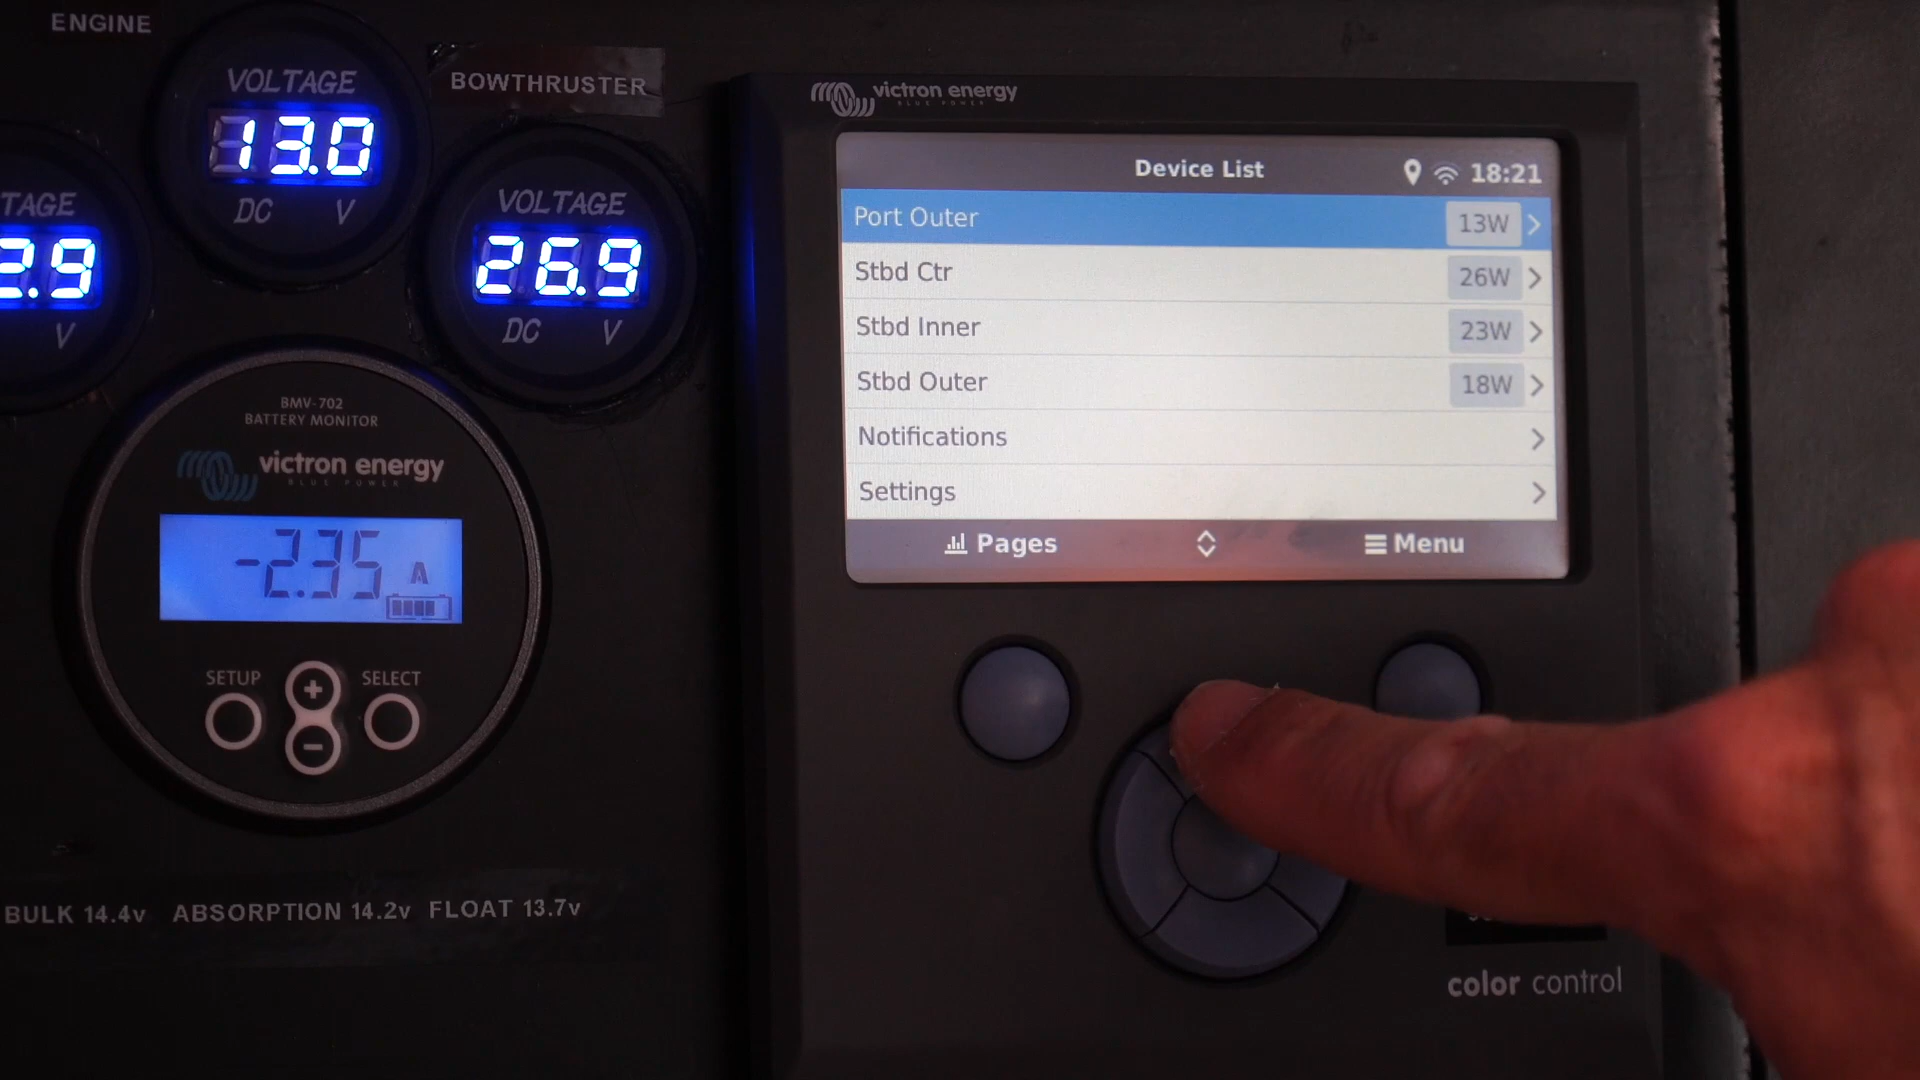 ENGINE
VOLTAGE
13.0
DC V
BOWTHRUSTER
VOLTAGE
26.9
DC V
TAGE
2.9
V
BMV-702
BATTERY MONITOR
victron energy
BLUE POWER
-2.35 A
SETUP + SELECT
-
BULK 14.4v ABSORPTION 14.2v FLOAT 13.7v
victron energy
BLUE POWER
Device List 18:21
Port Outer 13W
Stbd Ctr 26W
Stbd Inner 23W
Stbd Outer 18W
Notifications
Settings
Pages Menu
color control